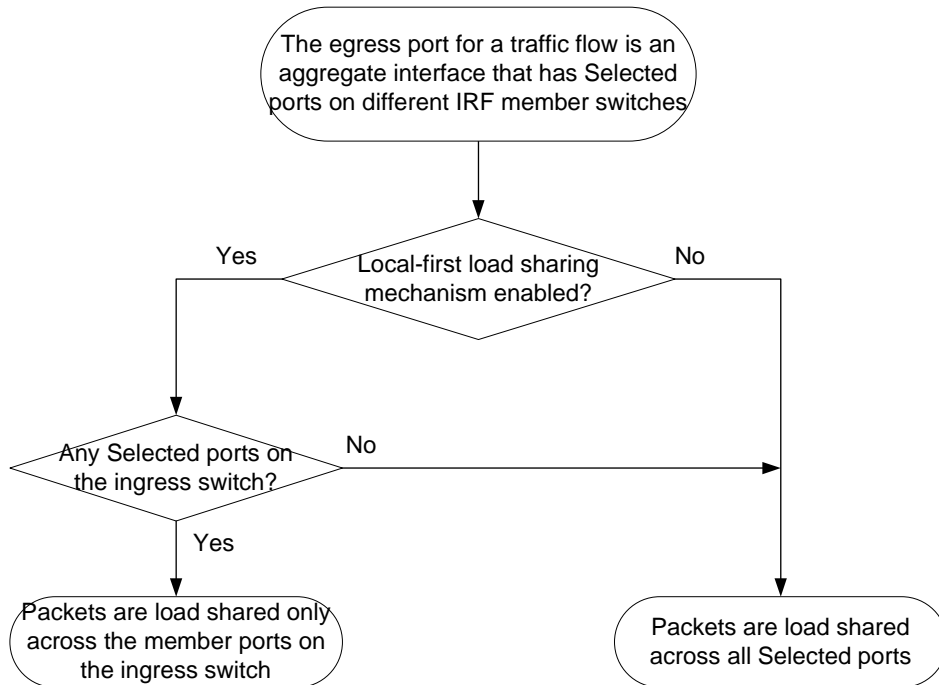 The egress port for a traffic flow is an
aggregate interface that has Selected
ports on different IRF member switches
Yes
No
Local-first load sharing
mechanism enabled?
Any Selected ports on
the ingress switch?
No
Yes
Packets are load shared only
across the member ports on
the ingress switch
Packets are load shared
across all Selected ports